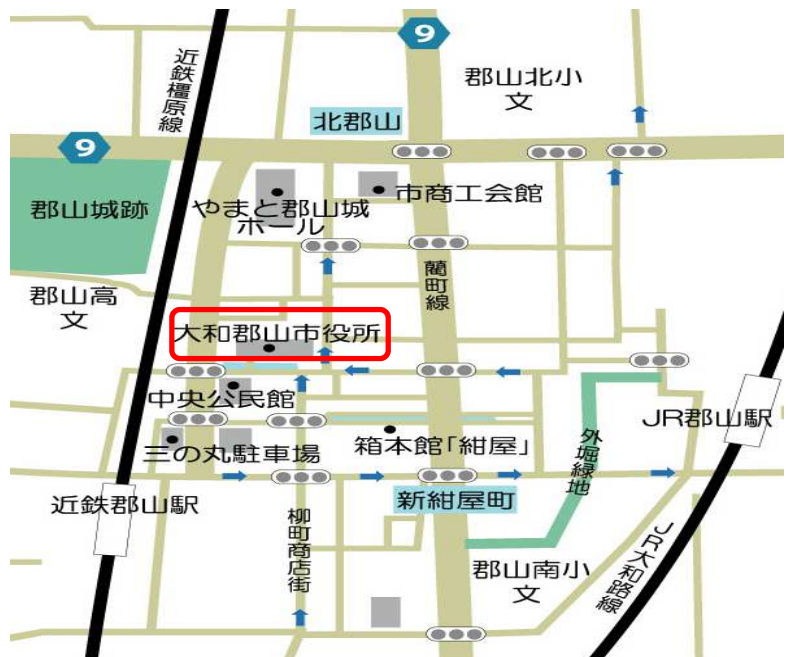 9
近鉄橿原線
郡山北小
文
北郡山
9
郡山城跡
やまと郡山城
ホール
市商工会館
藺町線
郡山高
文
大和郡山市役所
中央公民館
三の丸駐車場
箱本館「紺屋」
外堀緑地
JR郡山駅
近鉄郡山駅
新紺屋町
柳町商店街
郡山南小
文
JR大和路線